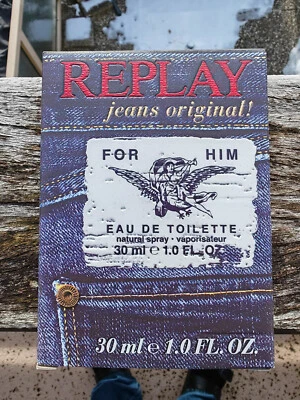 REPLAY
jeans original!
FOR HIM
EAU DE TOILETTE
natural spray · vaporisateur
30 ml e 1.0 FL. OZ.
30 ml e 1.0 FL. OZ.